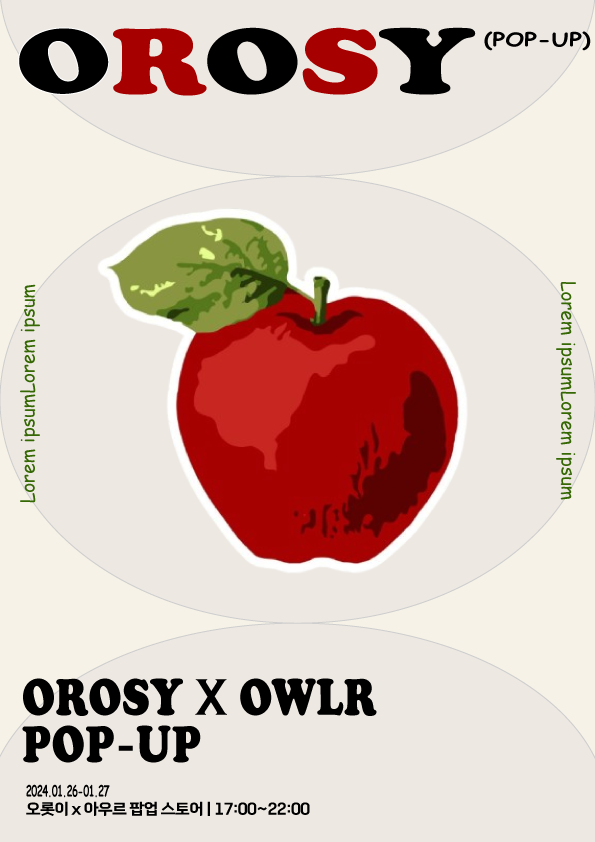 OROSY (POP-UP)
Lorem ipsumLorem ipsum
Lorem ipsumLorem ipsum
OROSY X OWLR
POP-UP
2024.01.26-01.27
오롯이 x 아우르 팝업 스토어 | 17:00~22:00